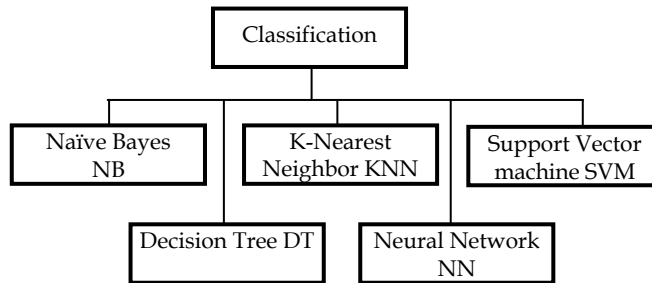 Classification
Naïve Bayes
NB
K-Nearest
Neighbor KNN
Support Vector
machine SVM
Decision Tree DT
Neural Network
NN